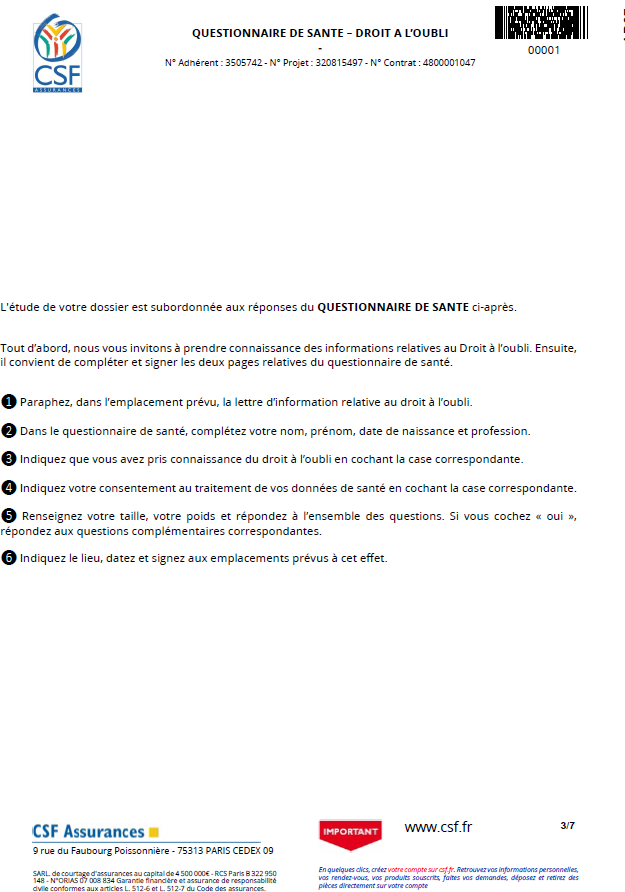 QUESTIONNAIRE DE SANTE – DROIT A L’OUBLI
-
N° Adhérent : 3505742 - N° Projet : 320815497 - N° Contrat : 4800001047
00001
CSF
ASSURANCES
L'étude de votre dossier est subordonnée aux réponses du QUESTIONNAIRE DE SANTE ci-après.
Tout d’abord, nous vous invitons à prendre connaissance des informations relatives au Droit à l’oubli. Ensuite,
il convient de compléter et signer les deux pages relatives du questionnaire de santé.
❶ Paraphez, dans l’emplacement prévu, la lettre d’information relative au droit à l’oubli.
❷ Dans le questionnaire de santé, complétez votre nom, prénom, date de naissance et profession.
❸ Indiquez que vous avez pris connaissance du droit à l’oubli en cochant la case correspondante.
❹ Indiquez votre consentement au traitement de vos données de santé en cochant la case correspondante.
❺ Renseignez votre taille, votre poids et répondez à l’ensemble des questions. Si vous cochez « oui »,
répondez aux questions complémentaires correspondantes.
❻ Indiquez le lieu, datez et signez aux emplacements prévus à cet effet.
CSF Assurances
9 rue du Faubourg Poissonnière - 75313 PARIS CEDEX 09
SARL. de courtage d'assurances au capital de 4 500 000€ - RCS Paris B 322 950
148 - N°ORIAS 07 008 834 Garantie financière et assurance de responsabilité
civile conformes aux articles L. 512-6 et L. 512-7 du Code des assurances.
IMPORTANT
www.csf.fr
3/7
En quelques clics, créez votre compte sur csf.fr. Retrouvez vos informations personnelles,
vos rendez-vous, vos produits souscrits, faites vos demandes, déposez et retirez des
pièces directement sur votre compte